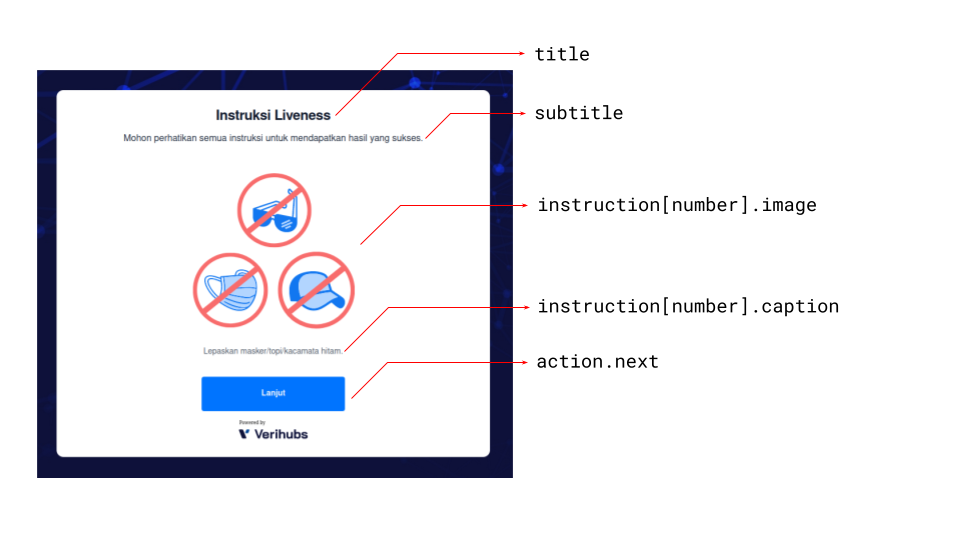 title
Instruksi Liveness
subtitle
Mohon perhatikan semua instruksi untuk mendapatkan hasil yang sukses.
instruction[number].image
instruction[number].caption
Lepaskan masker/topi/kacamata hitam.
action.next
Lanjut
Powered by
Verihubs